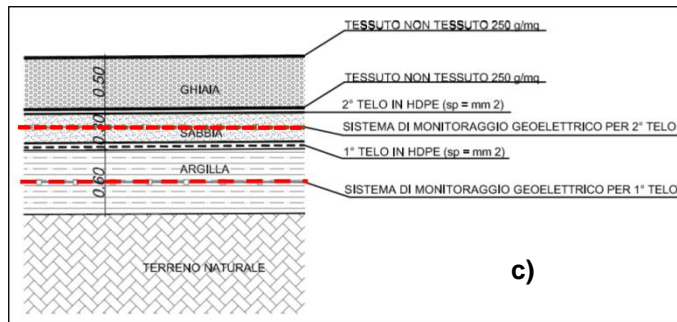 TESSUTO NON TESSUTO 250 g/mq
0.50
GHIAIA
TESSUTO NON TESSUTO 250 g/mq
2° TELO IN HDPE (sp = mm 2)
SABBIA
SISTEMA DI MONITORAGGIO GEOELETTRICO PER 2° TELO
1° TELO IN HDPE (sp = mm 2)
ARGILLA
0.60
SISTEMA DI MONITORAGGIO GEOELETTRICO PER 1° TELO
TERRENO NATURALE
c)